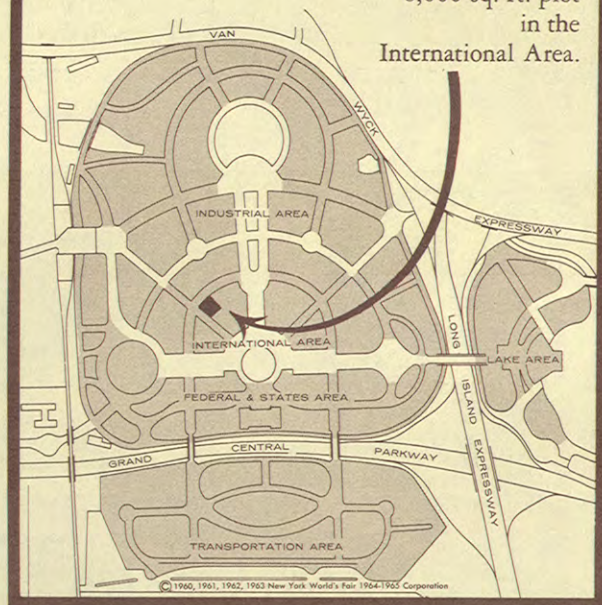 in the
International Area.
VAN
WYCK
EXPRESSWAY
INDUSTRIAL AREA
INTERNATIONAL AREA
LONG
ISLAND
EXPRESSWAY
LAKE AREA
FEDERAL & STATES AREA
GRAND
CENTRAL
PARKWAY
TRANSPORTATION AREA
© 1960, 1961, 1962, 1963 New York World's Fair 1964-1965 Corporation